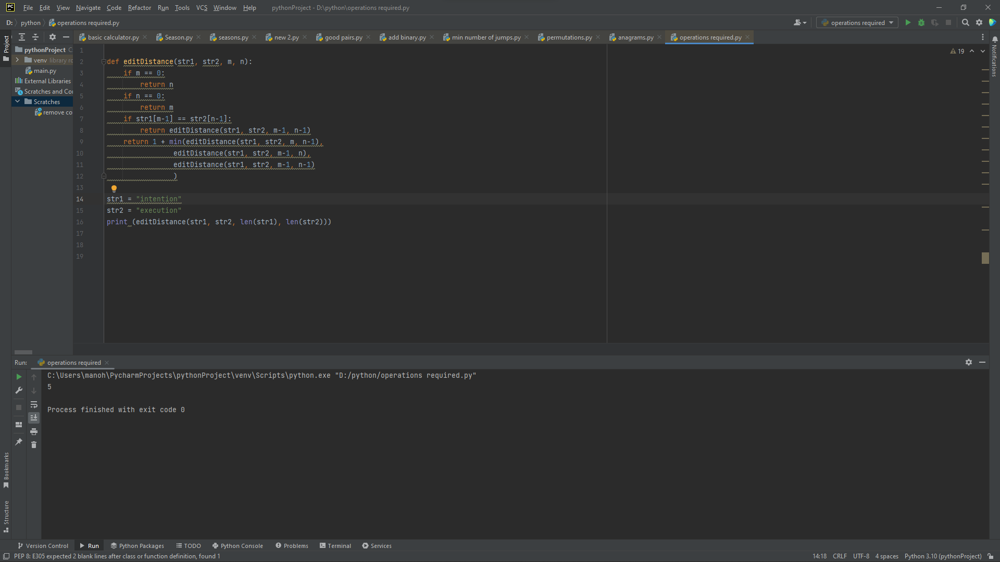 PC File Edit View Navigate Code Refactor Run Tools VCS Window Help pythonProject - D:\python\operations required.py
D: python operations required.py operations required
Project basic calculator.py Season.py seasons.py new 2.py good pairs.py add binary.py min number of jumps.py permutations.py anagrams.py operations required.py Notifications
pythonProject C
venv library ro
main.py
External Libraries
Scratches and Con
Scratches
remove co
19
1
2 def editDistance(str1, str2, m, n):
3     if m == 0:
4         return n
5     if n == 0:
6         return m
7     if str1[m-1] == str2[n-1]:
8         return editDistance(str1, str2, m-1, n-1)
9     return 1 + min(editDistance(str1, str2, m, n-1),
10                 editDistance(str1, str2, m-1, n),
11                 editDistance(str1, str2, m-1, n-1)
12                 )
13
14 str1 = "intention"
15 str2 = "execution"
16 print (editDistance(str1, str2, len(str1), len(str2)))
17
18
19
Run: operations required
C:\Users\manoh\PycharmProjects\pythonProject\venv\Scripts\python.exe "D:/python/operations required.py"
5
Process finished with exit code 0
Bookmarks
Structure
Version Control Run Python Packages TODO Python Console Problems Terminal Services
PEP 8: E305 expected 2 blank lines after class or function definition, found 1 14:18 CRLF UTF-8 4 spaces Python 3.10 (pythonProject)